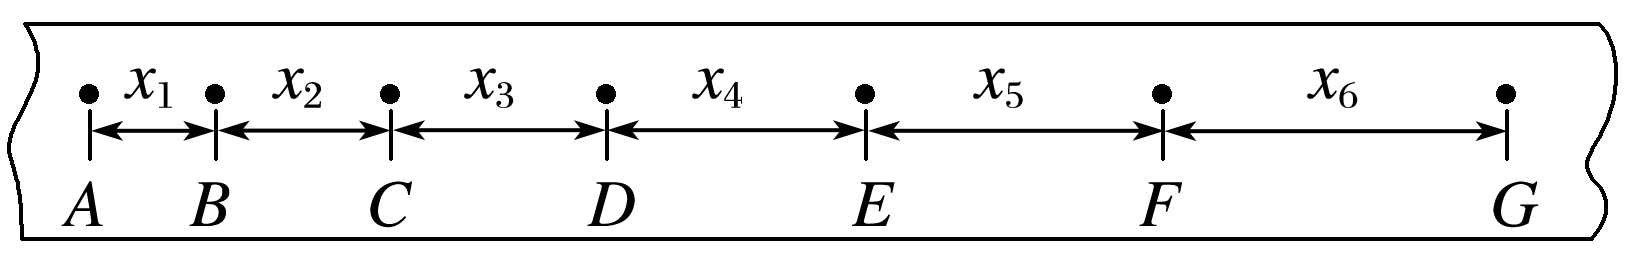 x₁ x₂ x₃ x₄ x₅ x₆
A B C D E F G